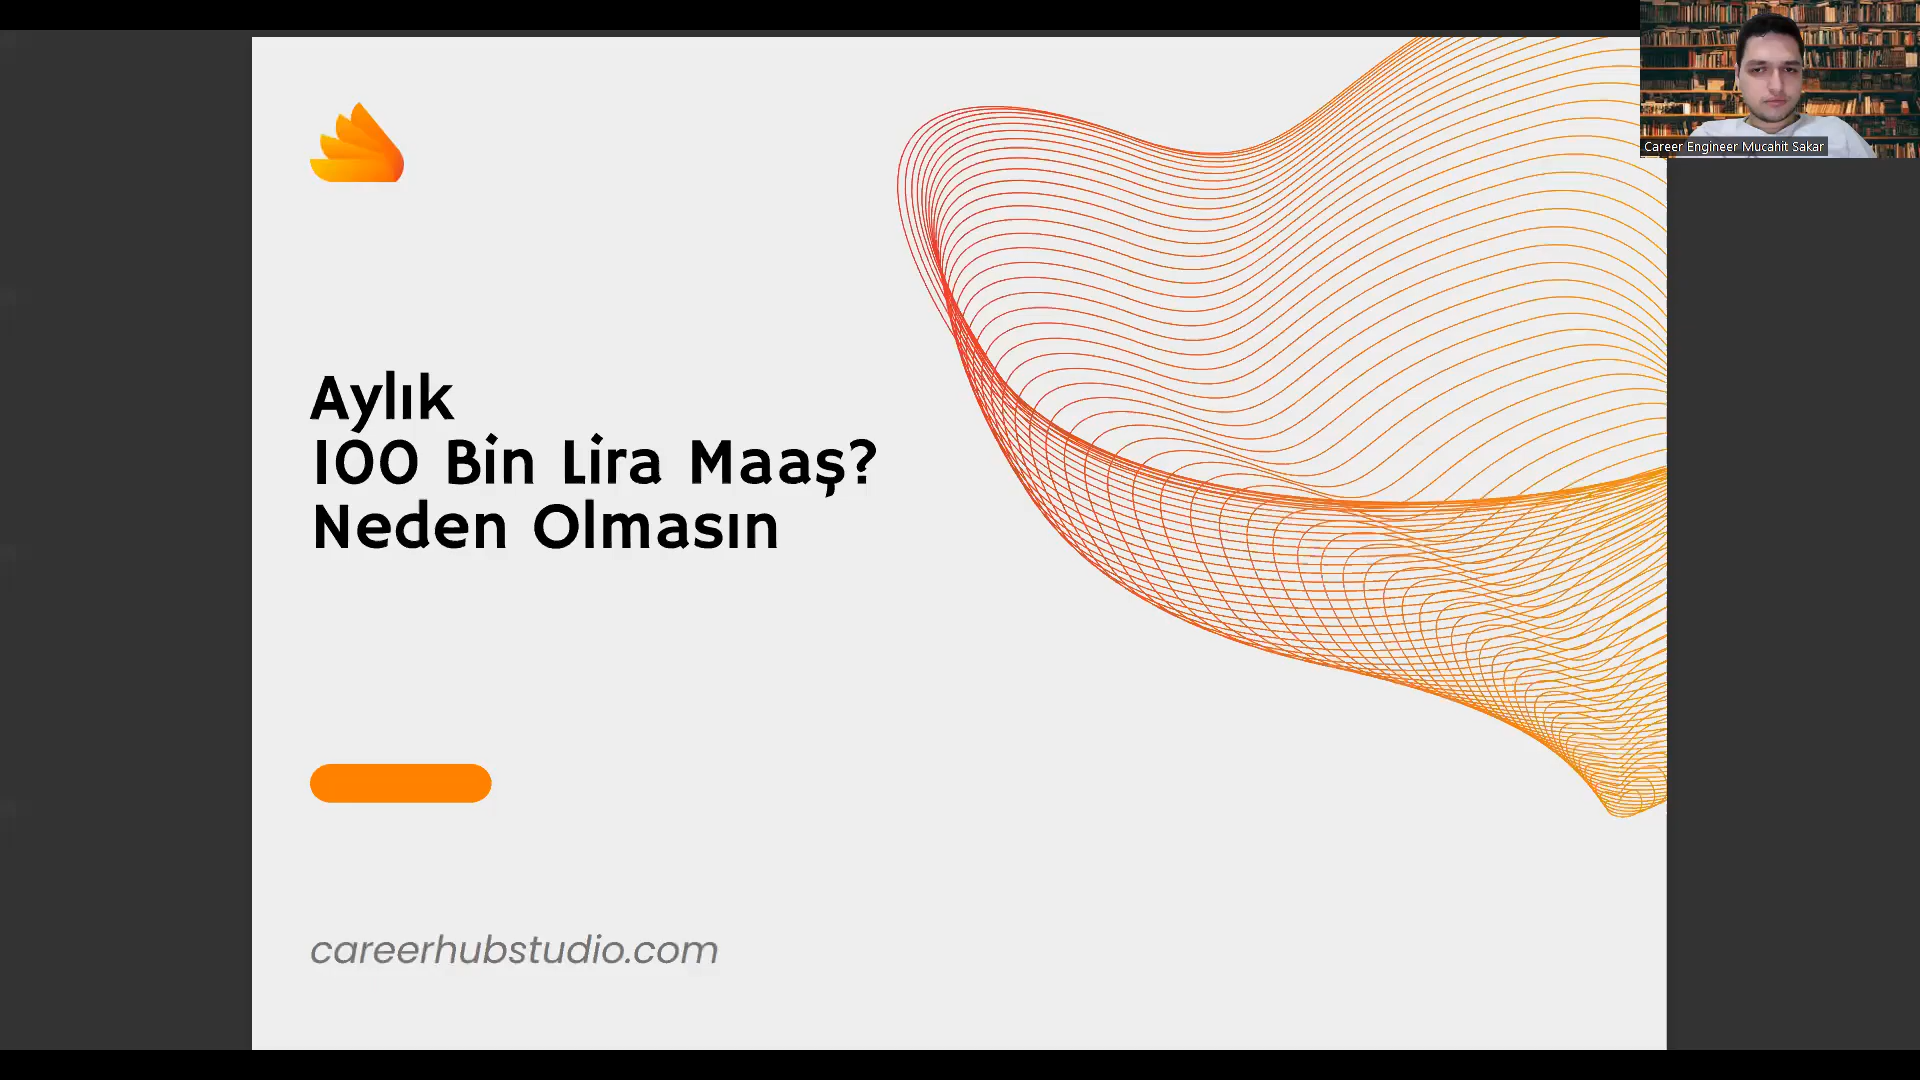 Career Engineer Mucahit Sakar
Aylık
100 Bin Lira Maaş?
Neden Olmasın
careerhubstudio.com